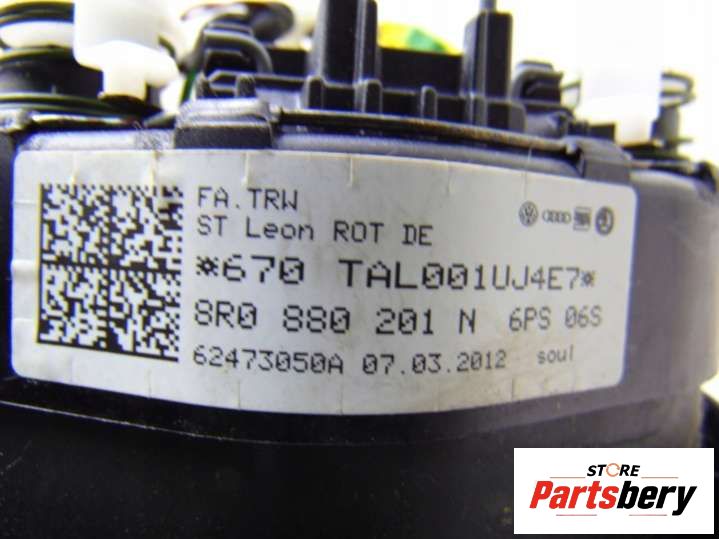 FA.TRW
ST Leon ROT DE
*670 TAL001UJ4E7*
8R0 880 201 N 6PS 06S
62473050A 07.03.2012 soul
STORE
Partsbery